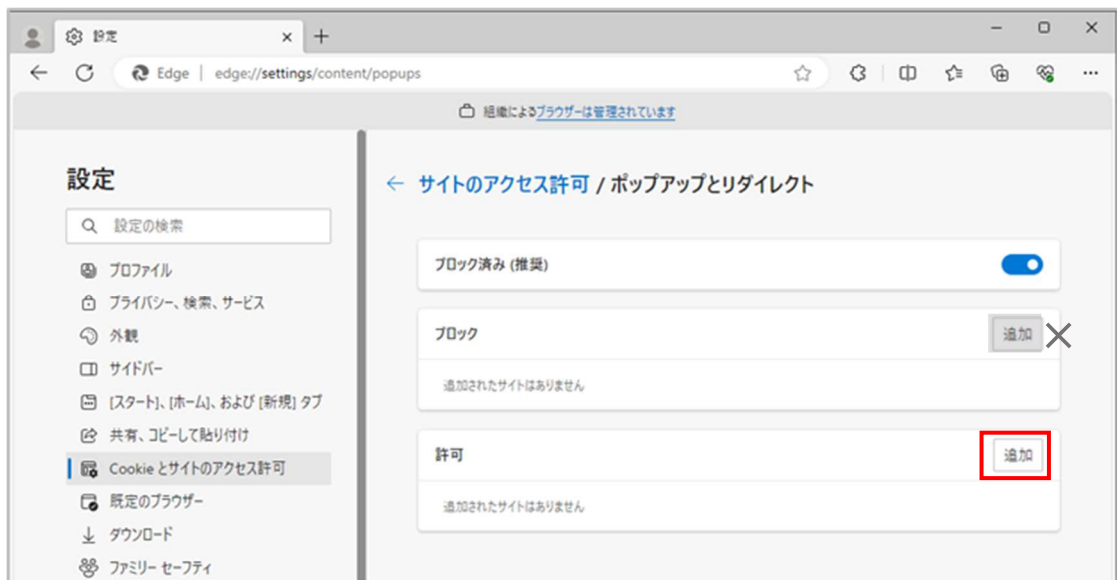 設定
Edge | edge://settings/content/popups
組織によるブラウザーは管理されています
設定
設定の検索
プロファイル
プライバシー、検索、サービス
外観
サイドバー
[スタート]、[ホーム]、および [新規] タブ
共有、コピーして貼り付け
Cookie とサイトのアクセス許可
既定のブラウザー
ダウンロード
ファミリー セーフティ
サイトのアクセス許可 / ポップアップとリダイレクト
ブロック済み (推奨)
ブロック
追加
追加されたサイトはありません
許可
追加
追加されたサイトはありません